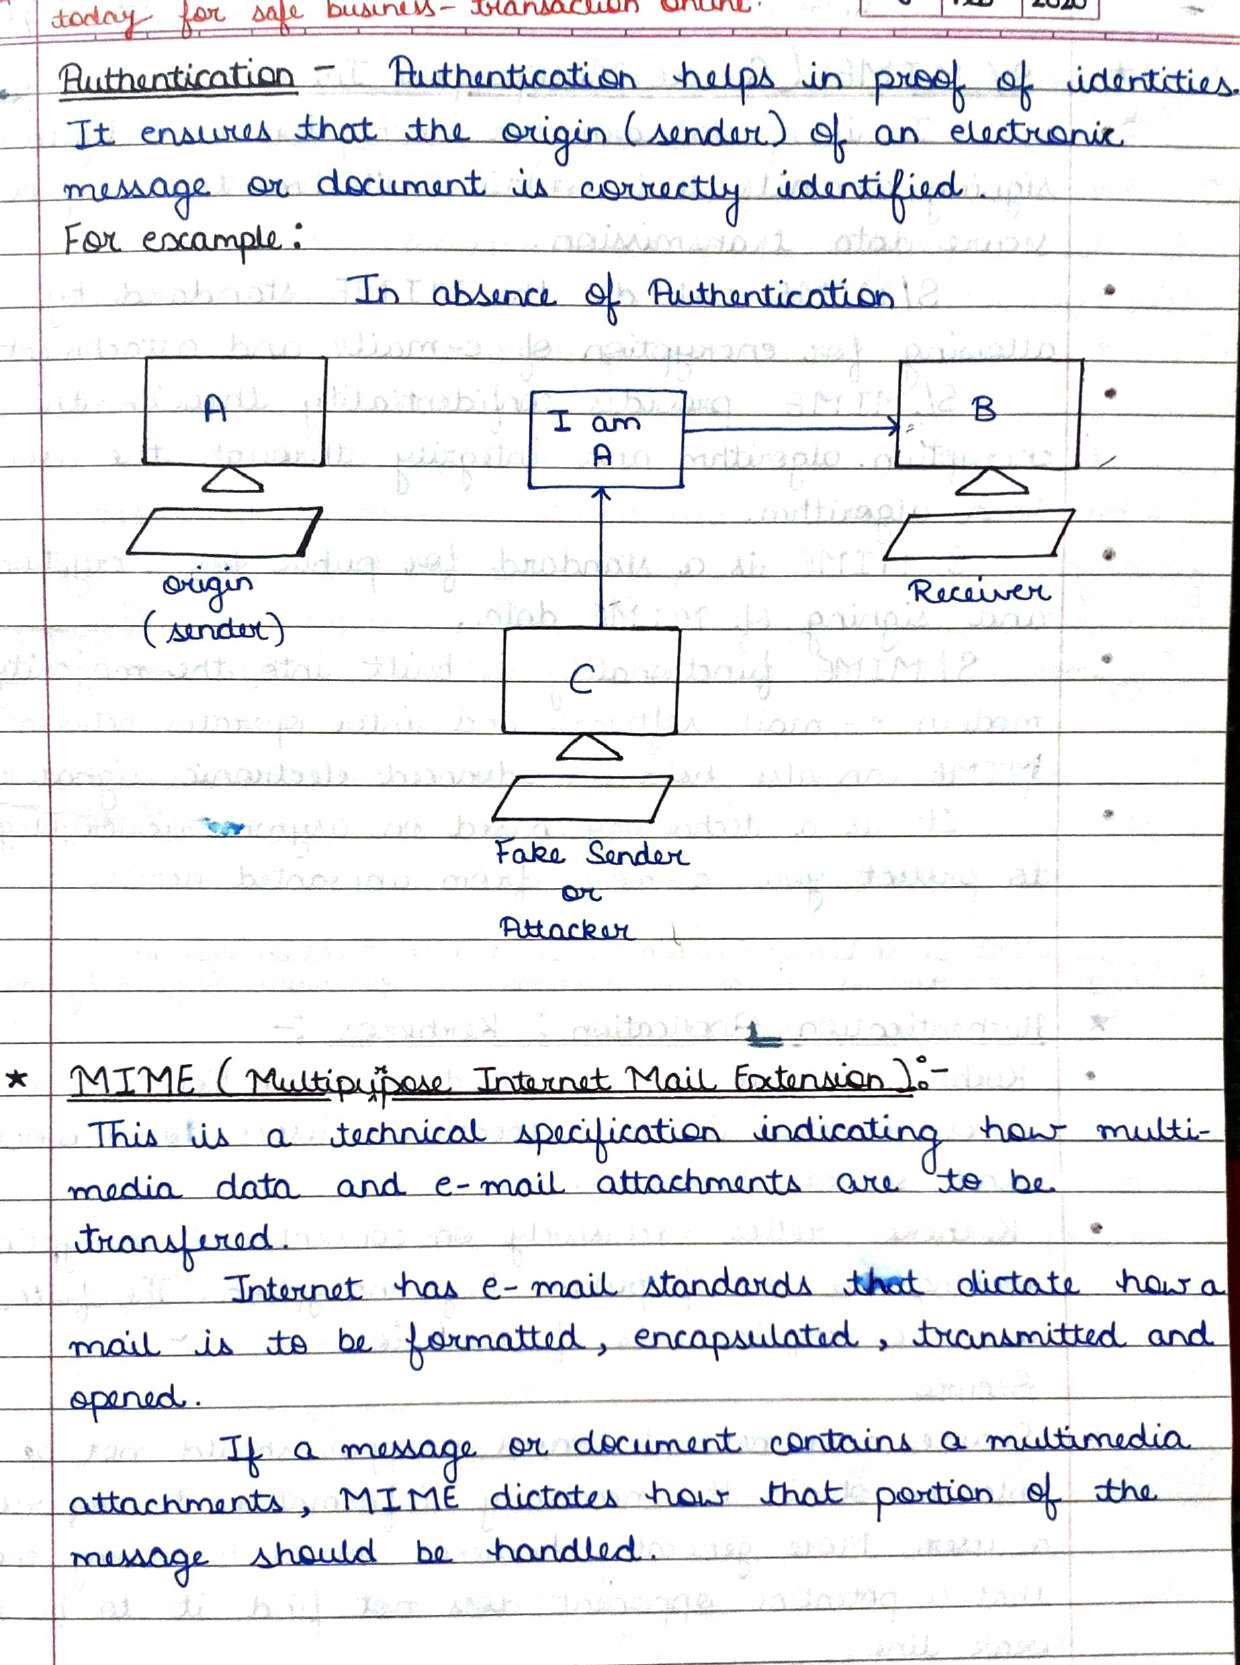 today for safe business- transaction online.
2020
Authentication - Authentication helps in proof of identities.
It ensures that the origin (sender) of an electronic
message or document is correctly identified.
For example:
In absence of Authentication
A
I am
A
B
origin
(sender)
Receiver
C
Fake Sender
or
Attacker
★ MIME (Multipurpose Internet Mail Extension):-
This is a technical specification indicating how multi-
media data and e-mail attachments are to be
transfered.
Internet has e-mail standards that dictate how a
mail is to be formatted, encapsulated, transmitted and
opened.
If a message or document contains a multimedia
attachments, MIME dictates how that portion of the
message should be handled.